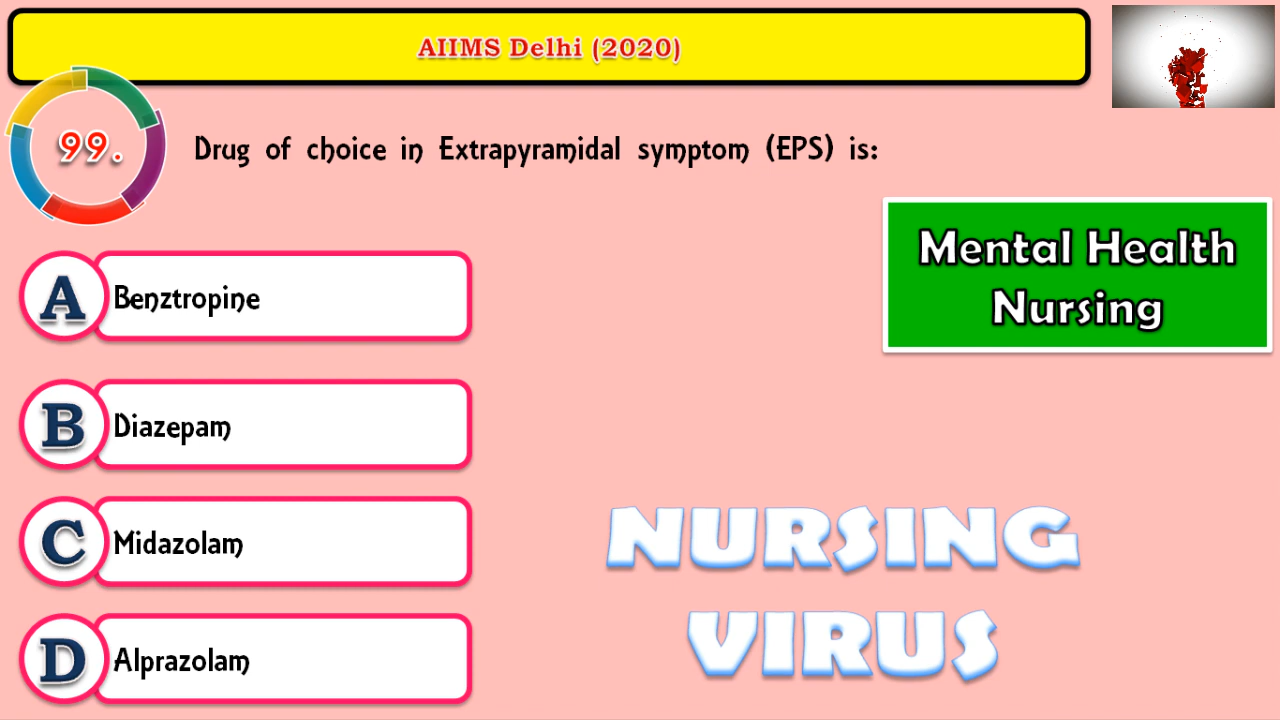 AIIMS Delhi (2020)
99.
Drug of choice in Extrapyramidal symptom (EPS) is:
Mental Health
Nursing
A
Benztropine
B
Diazepam
C
Midazolam
D
Alprazolam
NURSING
VIRUS